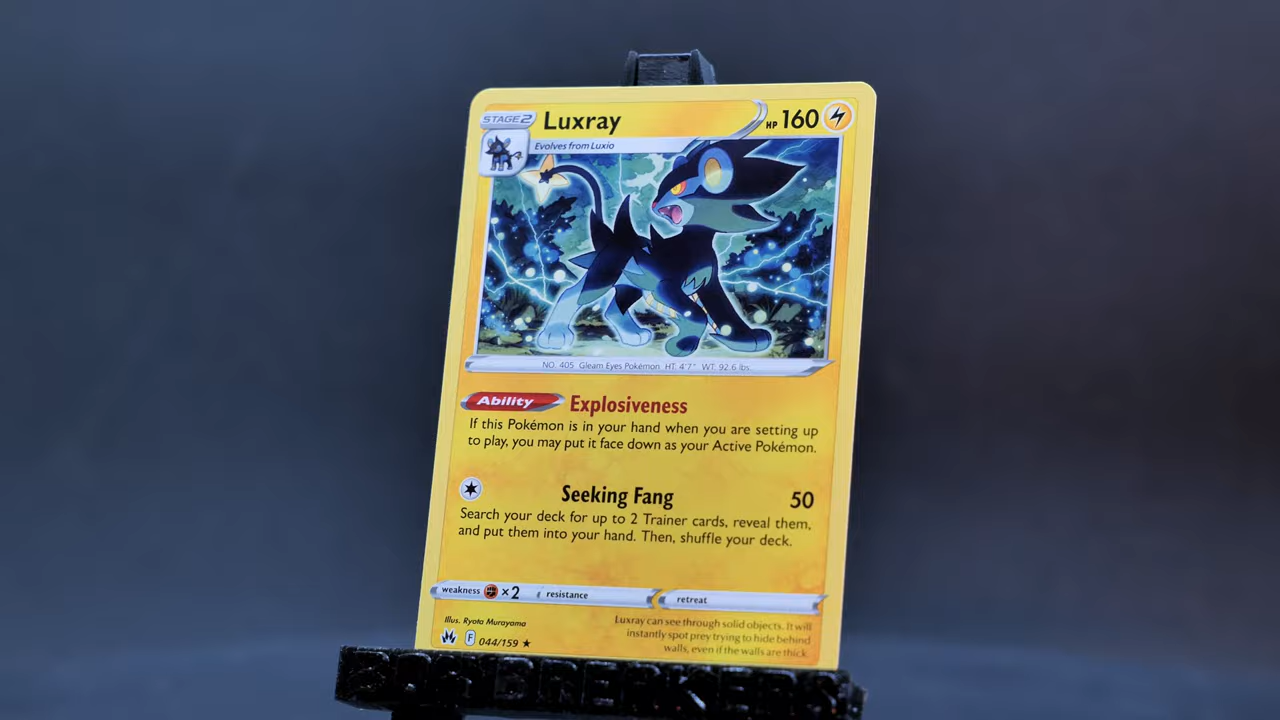 STAGE 2 Luxray HP 160
Evolves from Luxio
NO. 405 Gleam Eyes Pokémon HT: 4'7" WT: 92.6 lbs.
Ability Explosiveness
If this Pokémon is in your hand when you are setting up
to play, you may put it face down as your Active Pokémon.
Seeking Fang 50
Search your deck for up to 2 Trainer cards, reveal them,
and put them into your hand. Then, shuffle your deck.
weakness ×2 resistance retreat
Illus. Ryota Murayama
F 044/159 ★
Luxray can see through solid objects. It will
instantly spot prey trying to hide behind
walls, even if the walls are thick.
BREAKERS